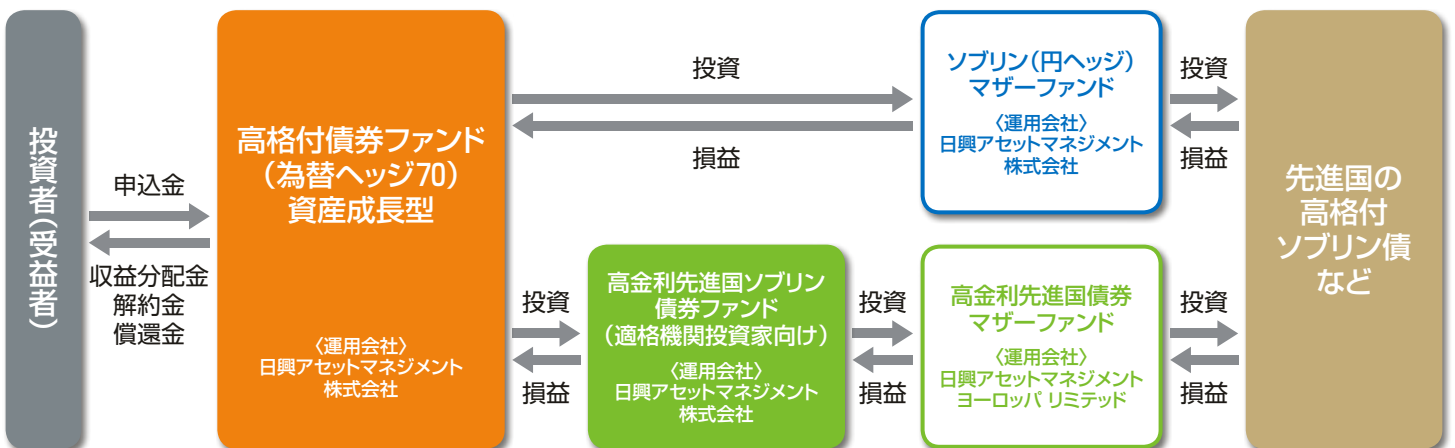 投資者(受益者)
申込金
収益分配金
解約金
償還金
高格付債券ファンド
(為替ヘッジ70)
資産成長型
〈運用会社〉
日興アセットマネジメント
株式会社
投資
損益
ソブリン(円ヘッジ)
マザーファンド
〈運用会社〉
日興アセットマネジメント
株式会社
投資
損益
投資
損益
高金利先進国ソブリン
債券ファンド
(適格機関投資家向け)
〈運用会社〉
日興アセットマネジメント
株式会社
投資
損益
高金利先進国債券
マザーファンド
〈運用会社〉
日興アセットマネジメント
ヨーロッパ リミテッド
投資
損益
先進国の
高格付
ソブリン債
など